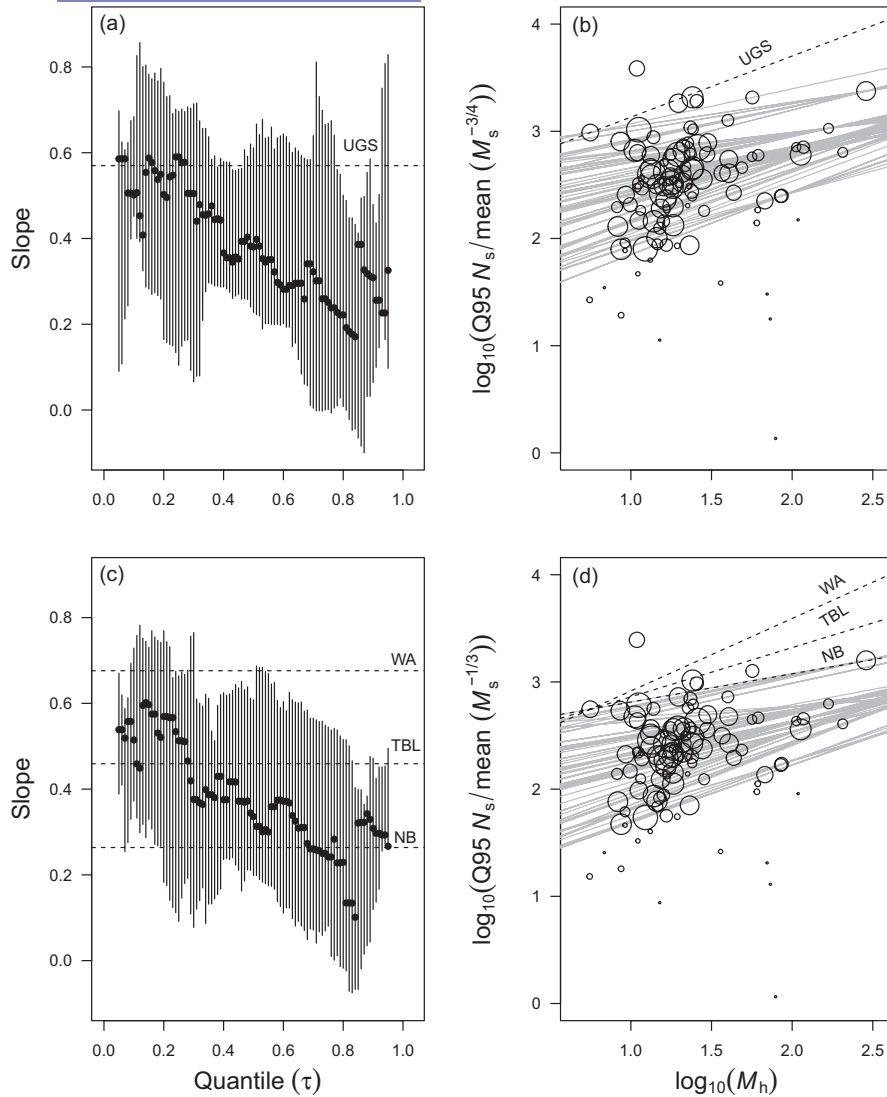 (a)
0.8
0.6
0.4
0.2
0.0
Slope
UGS
0.0 0.2 0.4 0.6 0.8 1.0
(b)
4
3
2
1
0
log10(Q95 Ns/mean (Ms−3/4))
UGS
1.0 1.5 2.0 2.5
(c)
0.8
0.6
0.4
0.2
0.0
Slope
WA
TBL
NB
0.0 0.2 0.4 0.6 0.8 1.0
Quantile (τ)
(d)
4
3
2
1
0
log10(Q95 Ns/mean (Ms−1/3))
WA
TBL
NB
1.0 1.5 2.0 2.5
log10(Mh)